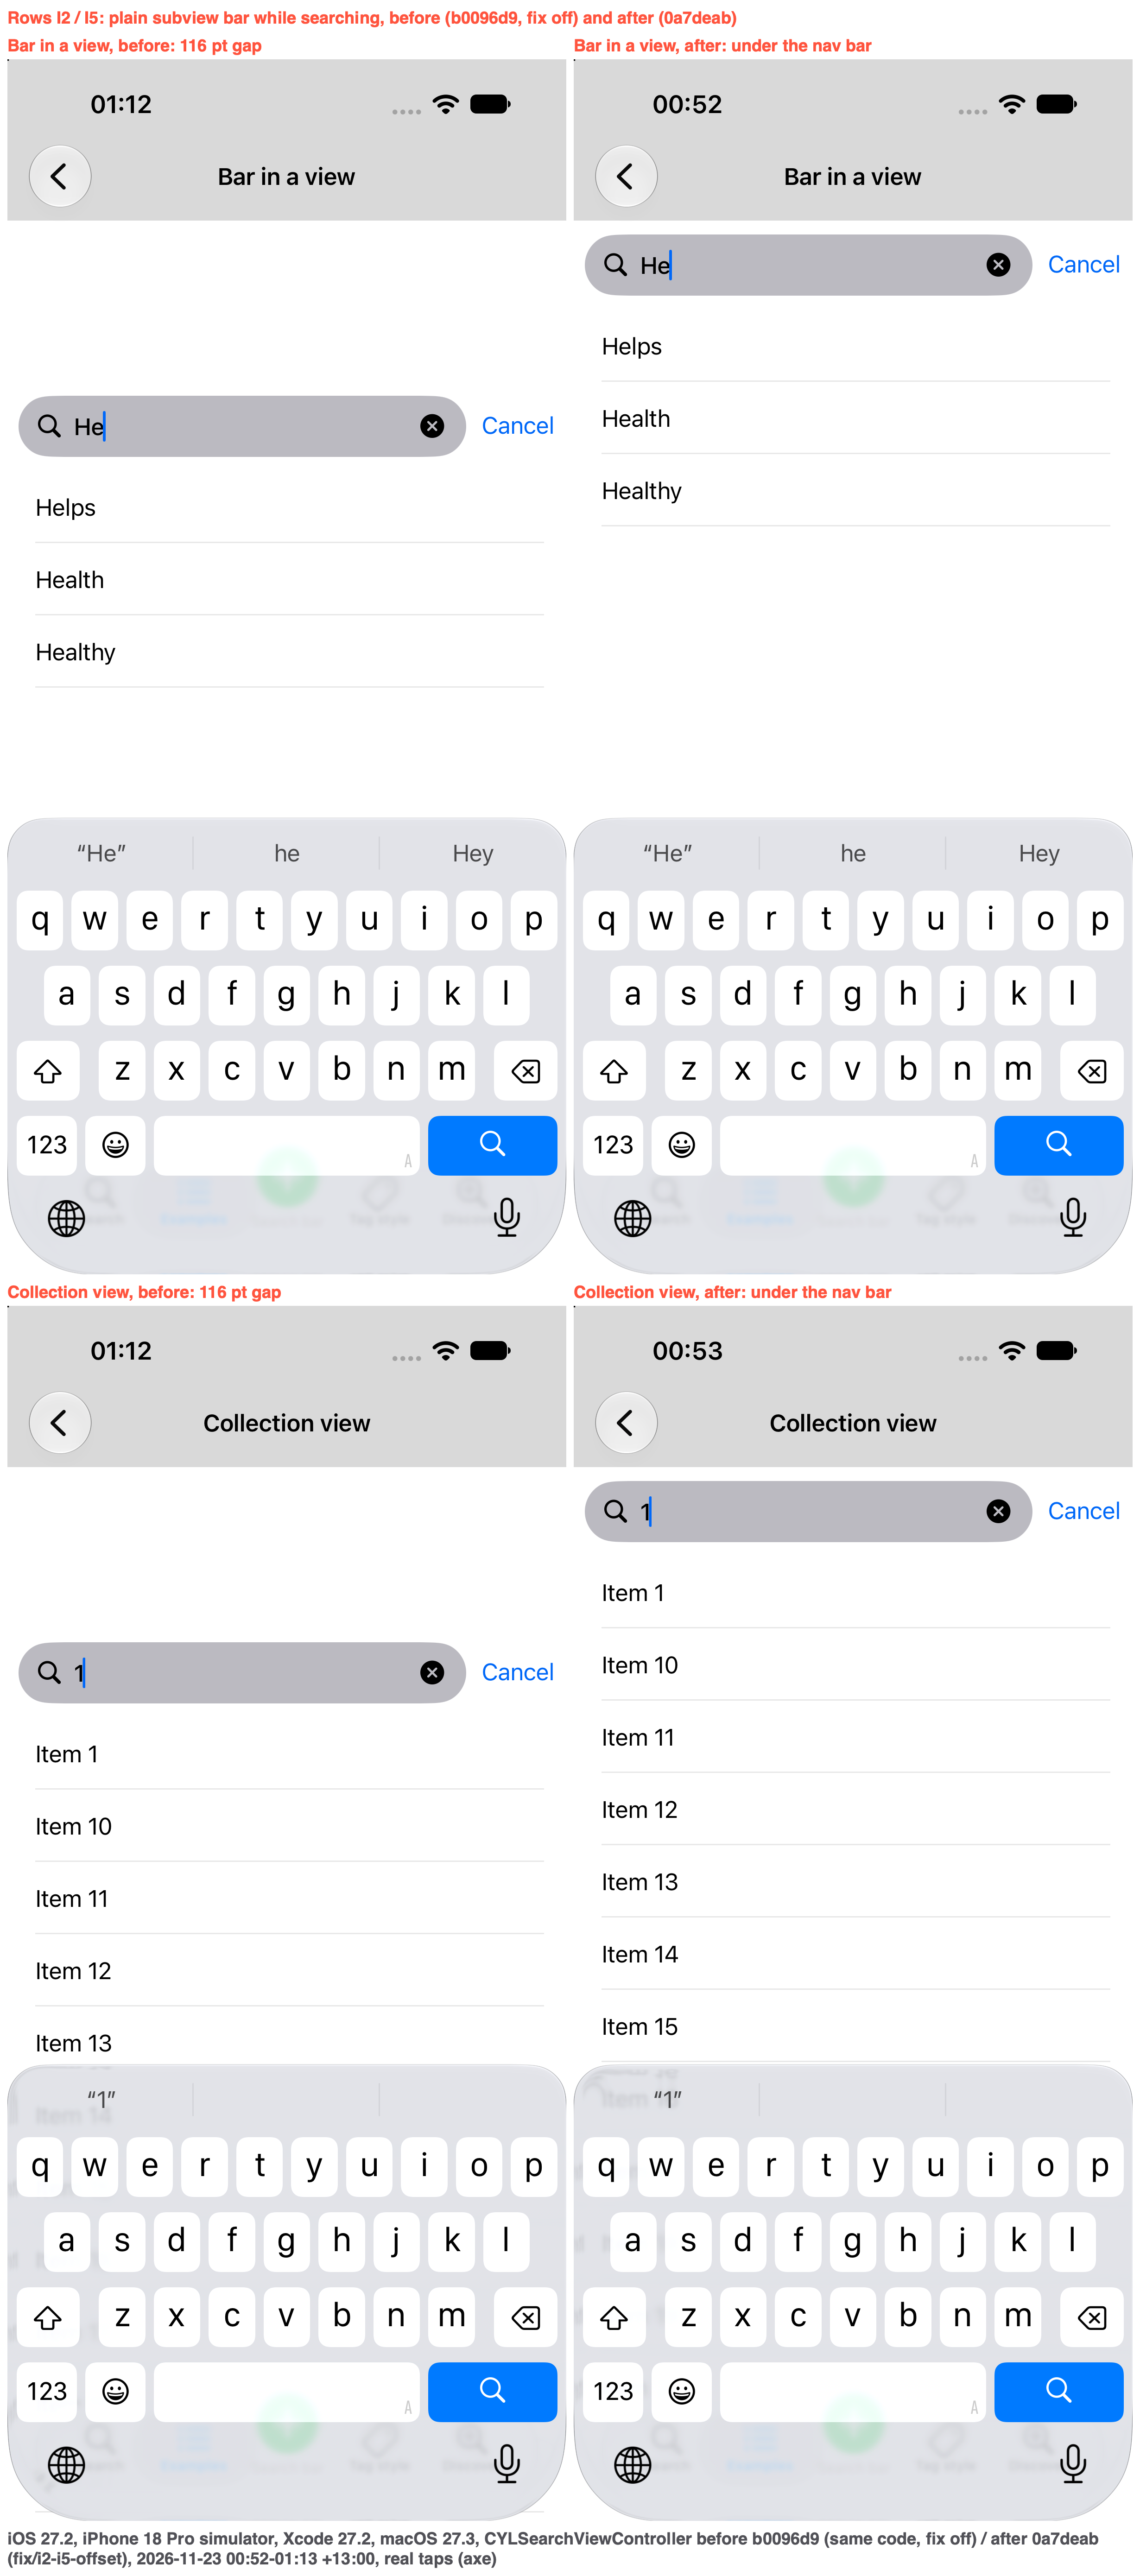 Rows I2 / I5: plain subview bar while searching, before (b0096d9, fix off) and after (0a7deab)
Bar in a view, before: 116 pt gap
Bar in a view, after: under the nav bar
01:12
Bar in a view
He
Cancel
Helps
Health
Healthy
“He” he Hey
q w e r t y u i o p
a s d f g h j k l
z x c v b n m
123
A
00:52
Bar in a view
He
Cancel
Helps
Health
Healthy
“He” he Hey
q w e r t y u i o p
a s d f g h j k l
z x c v b n m
123
A
Tag style
Collection view, before: 116 pt gap
Collection view, after: under the nav bar
01:12
Collection view
1
Cancel
Item 1
Item 10
Item 11
Item 12
Item 13
Item 14
“1”
q w e r t y u i o p
a s d f g h j k l
z x c v b n m
123
A
00:53
Collection view
1
Cancel
Item 1
Item 10
Item 11
Item 12
Item 13
Item 14
Item 15
“1”
q w e r t y u i o p
a s d f g h j k l
z x c v b n m
123
A
iOS 27.2, iPhone 18 Pro simulator, Xcode 27.2, macOS 27.3, CYLSearchViewController before b0096d9 (same code, fix off) / after 0a7deab
(fix/i2-i5-offset), 2026-11-23 00:52-01:13 +13:00, real taps (axe)